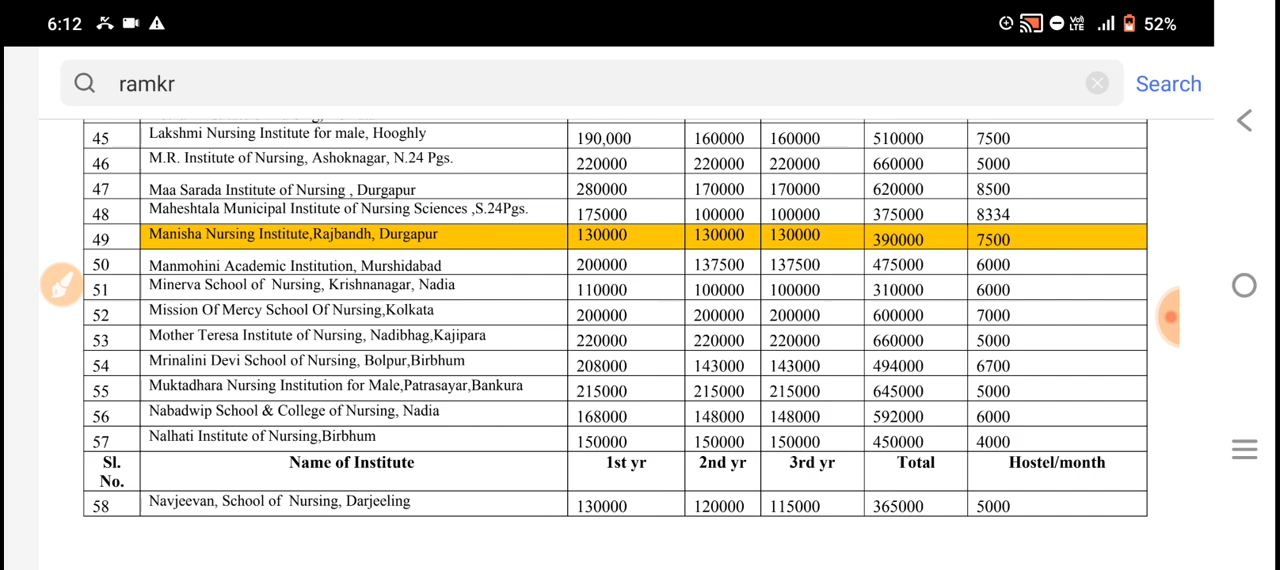 6:12
Vo)) LTE 52%
ramkr
Search
45 Lakshmi Nursing Institute for male, Hooghly 190,000 160000 160000 510000 7500
46 M.R. Institute of Nursing, Ashoknagar, N.24 Pgs. 220000 220000 220000 660000 5000
47 Maa Sarada Institute of Nursing , Durgapur 280000 170000 170000 620000 8500
48 Maheshtala Municipal Institute of Nursing Sciences ,S.24Pgs. 175000 100000 100000 375000 8334
49 Manisha Nursing Institute,Rajbandh, Durgapur 130000 130000 130000 390000 7500
50 Manmohini Academic Institution, Murshidabad 200000 137500 137500 475000 6000
51 Minerva School of Nursing, Krishnanagar, Nadia 110000 100000 100000 310000 6000
52 Mission Of Mercy School Of Nursing,Kolkata 200000 200000 200000 600000 7000
53 Mother Teresa Institute of Nursing, Nadibhag,Kajipara 220000 220000 220000 660000 5000
54 Mrinalini Devi School of Nursing, Bolpur,Birbhum 208000 143000 143000 494000 6700
55 Muktadhara Nursing Institution for Male,Patrasayar,Bankura 215000 215000 215000 645000 5000
56 Nabadwip School & College of Nursing, Nadia 168000 148000 148000 592000 6000
57 Nalhati Institute of Nursing,Birbhum 150000 150000 150000 450000 4000
Sl. No. Name of Institute 1st yr 2nd yr 3rd yr Total Hostel/month
58 Navjeevan, School of Nursing, Darjeeling 130000 120000 115000 365000 5000